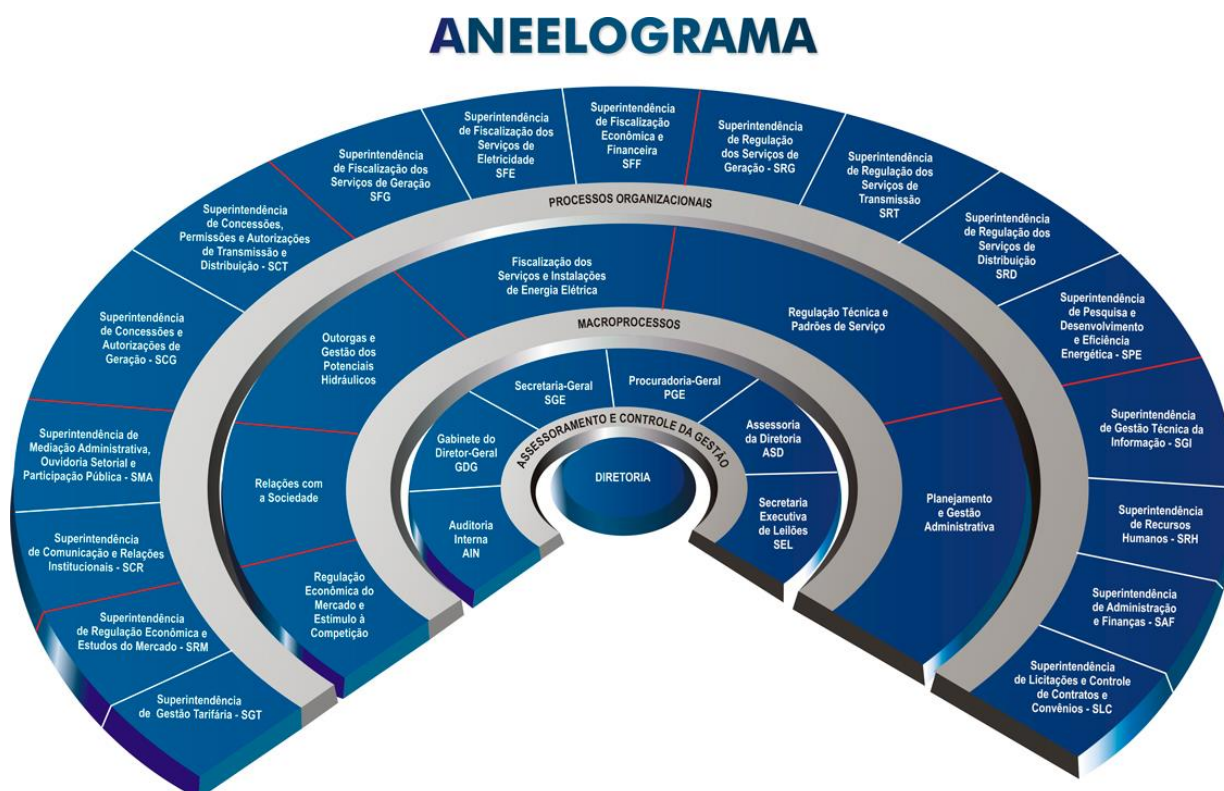 ANEELOGRAMA
Superintendência
de Gestão Tarifária - SGT
Superintendência
de Regulação Econômica e
Estudos do Mercado - SRM
Superintendência
de Comunicação e Relações
Institucionais - SCR
Superintendência de
Mediação Administrativa,
Ouvidoria Setorial e
Participação Pública - SMA
Superintendência
de Concessões e
Autorizações de
Geração - SCG
Superintendência
de Concessões,
Permissões e Autorizações
de Transmissão e
Distribuição - SCT
Superintendência
de Fiscalização dos
Serviços de Geração
SFG
Superintendência
de Fiscalização dos
Serviços de
Eletricidade
SFE
Superintendência
de Fiscalização
Econômica e
Financeira
SFF
Superintendência
de Regulação
dos Serviços de
Geração - SRG
Superintendência
de Regulação dos
Serviços de
Transmissão
SRT
Superintendência
de Regulação dos
Serviços de
Distribuição
SRD
Superintendência
de Pesquisa e
Desenvolvimento
e Eficiência
Energética - SPE
Superintendência
de Gestão Técnica da
Informação - SGI
Superintendência
de Recursos
Humanos - SRH
Superintendência
de Administração
e Finanças - SAF
Superintendência
de Licitações e Controle
de Contratos e
Convênios - SLC
PROCESSOS ORGANIZACIONAIS
Regulação
Econômica do
Mercado e
Estímulo à
Competição
Relações com
a Sociedade
Outorgas e
Gestão dos
Potenciais
Hidráulicos
Fiscalização dos
Serviços e Instalações
de Energia Elétrica
Regulação Técnica e
Padrões de Serviço
Planejamento
e Gestão
Administrativa
MACROPROCESSOS
Auditoria
Interna
AIN
Gabinete do
Diretor-Geral
GDG
Secretaria-Geral
SGE
Procuradoria-Geral
PGE
Assessoria
da Diretoria
ASD
Secretaria
Executiva
de Leilões
SEL
ASSESSORAMENTO E CONTROLE DA GESTÃO
DIRETORIA